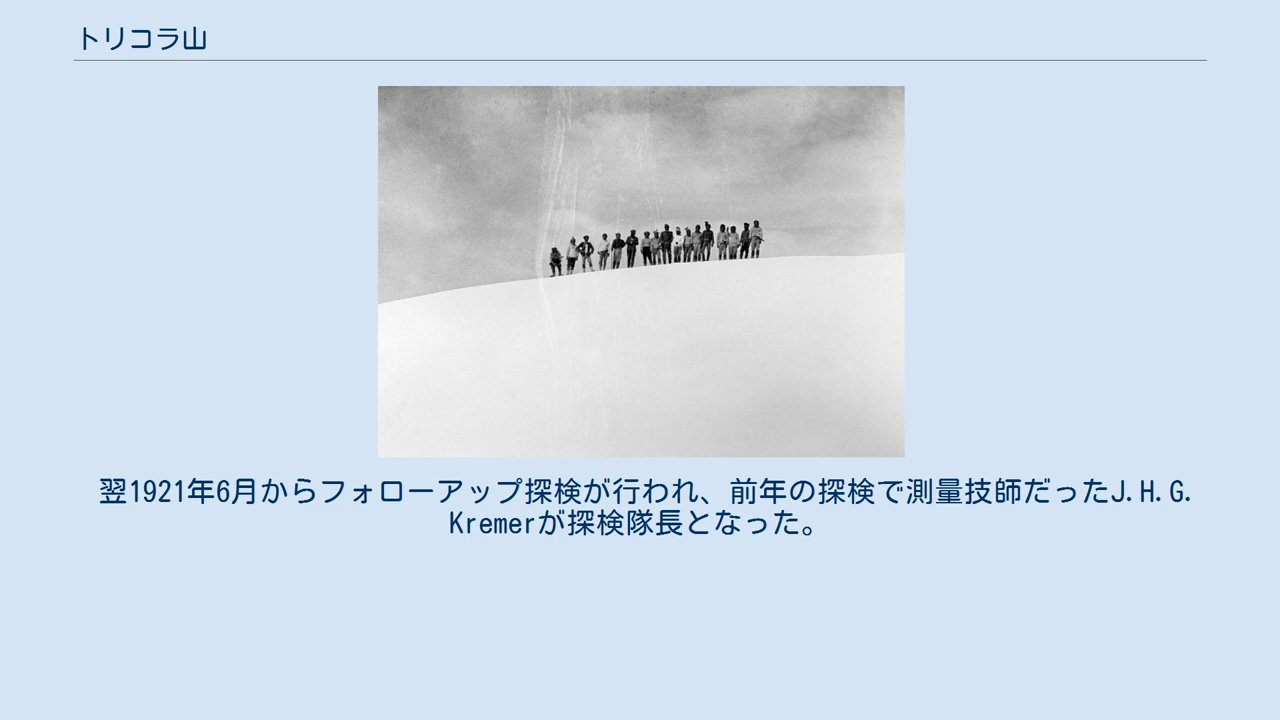 トリコラ山
翌1921年6月からフォローアップ探検が行われ、前年の探検で測量技師だったJ.H.G.
Kremerが探検隊長となった。